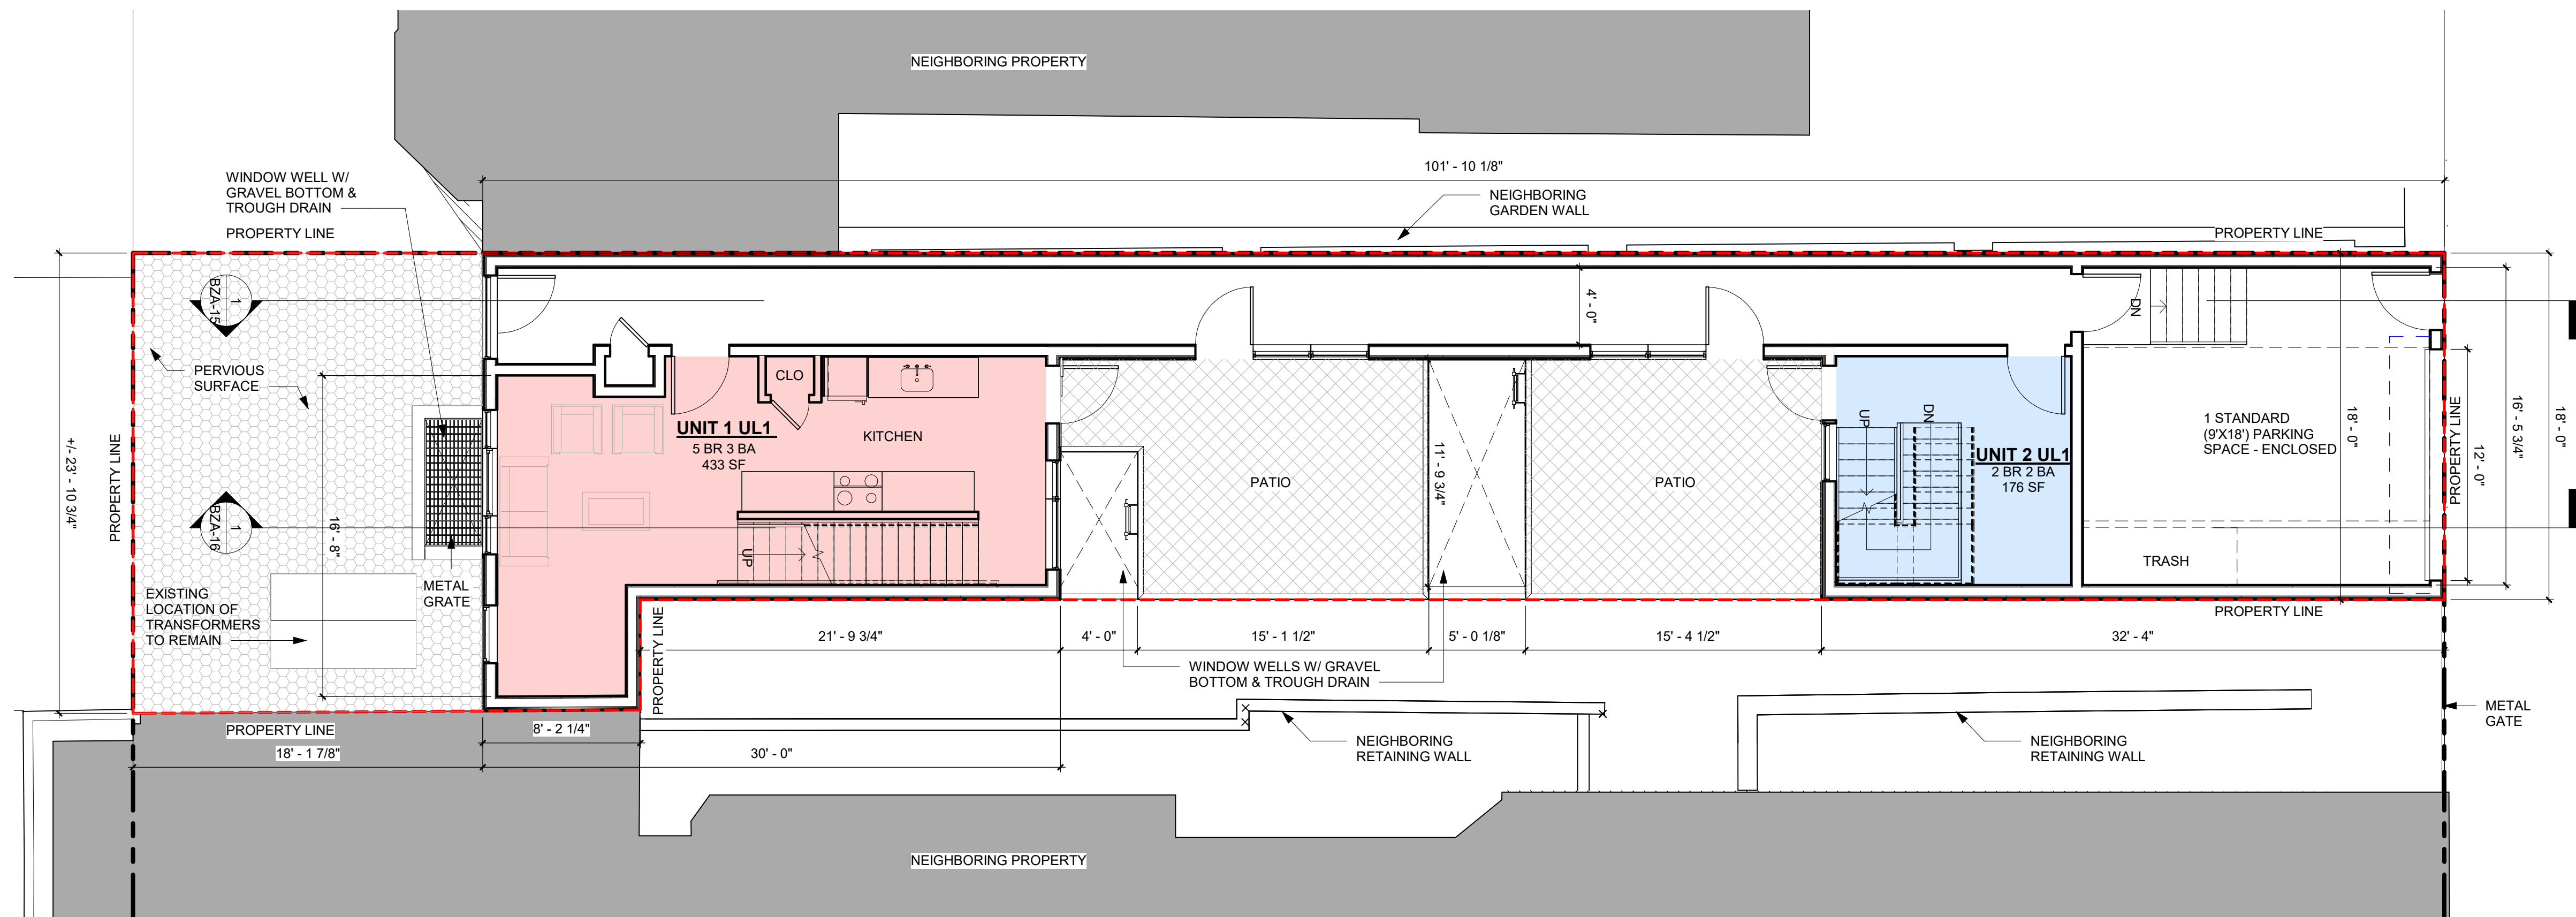 NEIGHBORING PROPERTY
101' - 10 1/8"
WINDOW WELL W/
GRAVEL BOTTOM &
TROUGH DRAIN
NEIGHBORING
GARDEN WALL
PROPERTY LINE
PROPERTY LINE
1
BZA-15
4' - 0"
DN
PERVIOUS
SURFACE
CLO
UNIT 1 UL1
5 BR 3 BA
433 SF
KITCHEN
UP
DN
UNIT 2 UL1
2 BR 2 BA
176 SF
1 STANDARD
(9'X18') PARKING
SPACE - ENCLOSED
18' - 0"
PROPERTY LINE
12' - 0"
16' - 5 3/4"
18' - 0"
+/- 23' - 10 3/4"
PROPERTY LINE
1
BZA-16
16' - 8"
PATIO
11' - 9 3/4"
PATIO
UP
TRASH
METAL
GRATE
EXISTING
LOCATION OF
TRANSFORMERS
TO REMAIN
PROPERTY LINE
PROPERTY LINE
21' - 9 3/4"
4' - 0"
15' - 1 1/2"
5' - 0 1/8"
15' - 4 1/2"
32' - 4"
WINDOW WELLS W/ GRAVEL
BOTTOM & TROUGH DRAIN
METAL
GATE
PROPERTY LINE
8' - 2 1/4"
18' - 1 7/8"
30' - 0"
NEIGHBORING
RETAINING WALL
NEIGHBORING
RETAINING WALL
NEIGHBORING PROPERTY